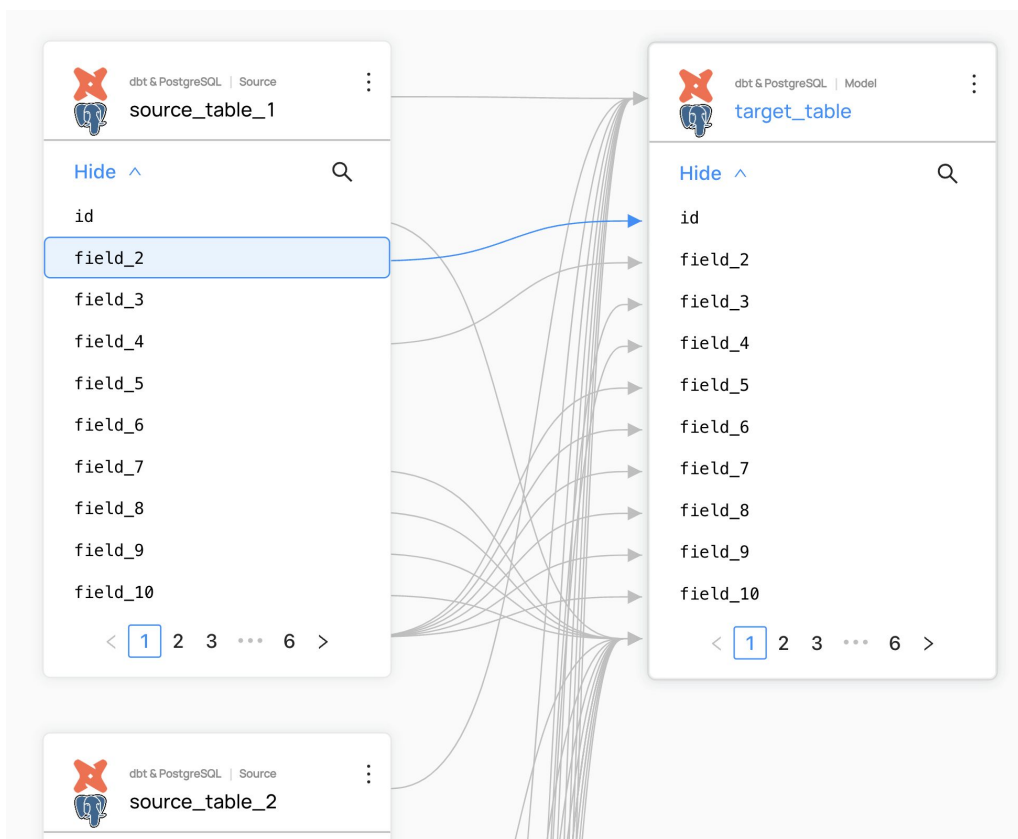 dbt & PostgreSQL | Source
source_table_1
Hide
id
field_2
field_3
field_4
field_5
field_6
field_7
field_8
field_9
field_10
< 1 2 3 ••• 6 >
dbt & PostgreSQL | Model
target_table
Hide
id
field_2
field_3
field_4
field_5
field_6
field_7
field_8
field_9
field_10
< 1 2 3 ••• 6 >
dbt & PostgreSQL | Source
source_table_2